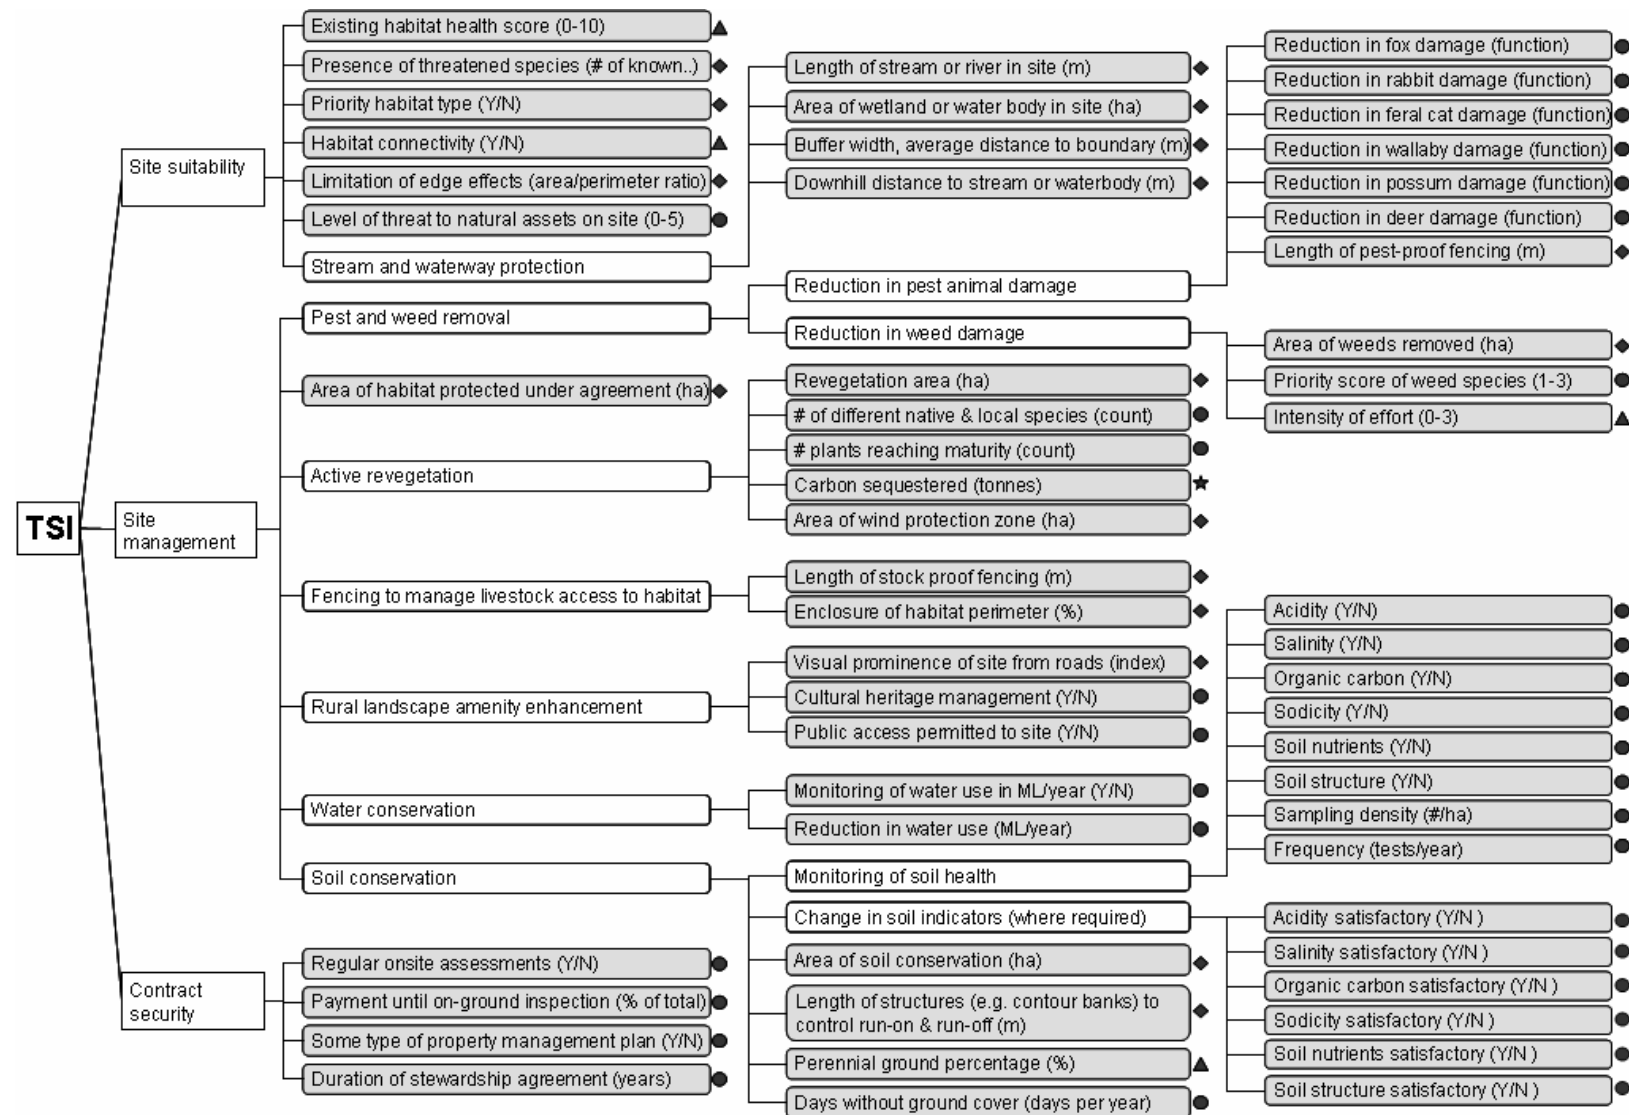 TSI
Site suitability
Existing habitat health score (0-10)
Presence of threatened species (# of known..)
Priority habitat type (Y/N)
Habitat connectivity (Y/N)
Limitation of edge effects (area/perimeter ratio)
Level of threat to natural assets on site (0-5)
Stream and waterway protection
Length of stream or river in site (m)
Area of wetland or water body in site (ha)
Buffer width, average distance to boundary (m)
Downhill distance to stream or waterbody (m)
Site
management
Pest and weed removal
Reduction in pest animal damage
Reduction in fox damage (function)
Reduction in rabbit damage (function)
Reduction in feral cat damage (function)
Reduction in wallaby damage (function)
Reduction in possum damage (function)
Reduction in deer damage (function)
Length of pest-proof fencing (m)
Reduction in weed damage
Area of weeds removed (ha)
Priority score of weed species (1-3)
Intensity of effort (0-3)
Area of habitat protected under agreement (ha)
Active revegetation
Revegetation area (ha)
# of different native & local species (count)
# plants reaching maturity (count)
Carbon sequestered (tonnes)
Area of wind protection zone (ha)
Fencing to manage livestock access to habitat
Length of stock proof fencing (m)
Enclosure of habitat perimeter (%)
Rural landscape amenity enhancement
Visual prominence of site from roads (index)
Cultural heritage management (Y/N)
Public access permitted to site (Y/N)
Water conservation
Monitoring of water use in ML/year (Y/N)
Reduction in water use (ML/year)
Soil conservation
Monitoring of soil health
Acidity (Y/N)
Salinity (Y/N)
Organic carbon (Y/N)
Sodicity (Y/N)
Soil nutrients (Y/N)
Soil structure (Y/N)
Sampling density (#/ha)
Frequency (tests/year)
Change in soil indicators (where required)
Acidity satisfactory (Y/N )
Salinity satisfactory (Y/N )
Organic carbon satisfactory (Y/N )
Sodicity satisfactory (Y/N )
Soil nutrients satisfactory (Y/N )
Soil structure satisfactory (Y/N )
Area of soil conservation (ha)
Length of structures (e.g. contour banks) to
control run-on & run-off (m)
Perennial ground percentage (%)
Days without ground cover (days per year)
Contract
security
Regular onsite assessments (Y/N)
Payment until on-ground inspection (% of total)
Some type of property management plan (Y/N)
Duration of stewardship agreement (years)